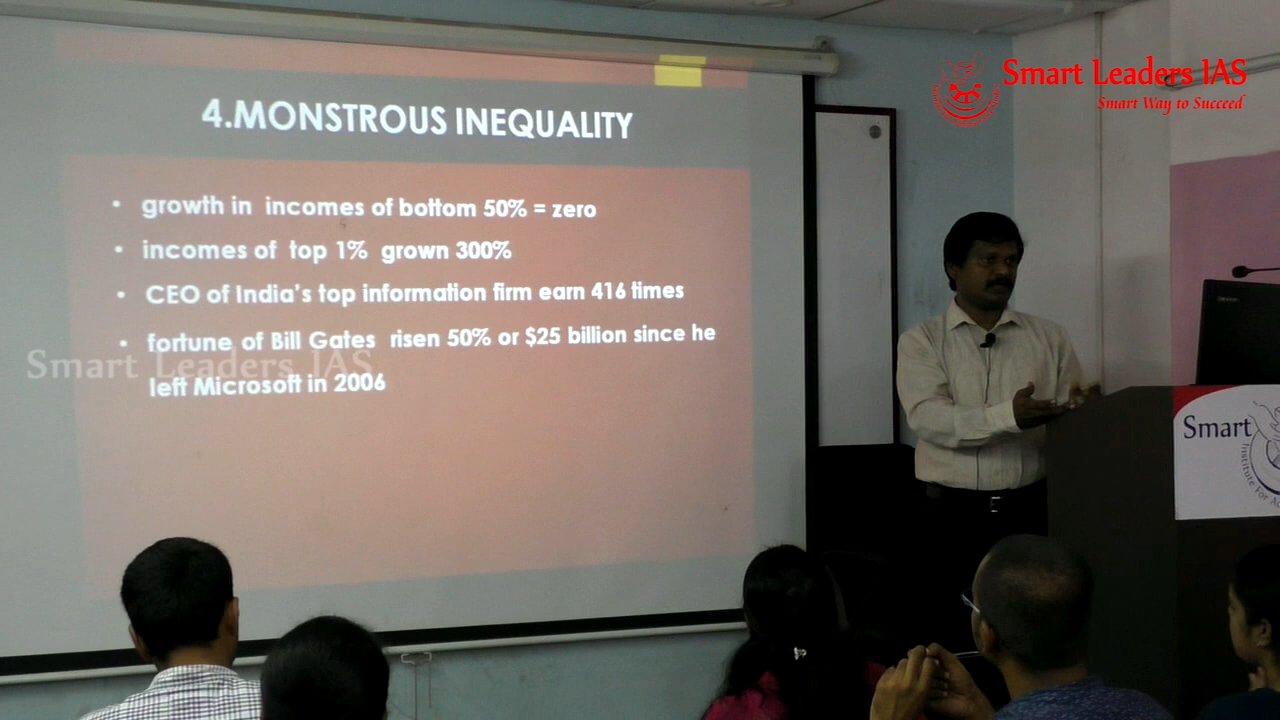 4.MONSTROUS INEQUALITY
• growth in incomes of bottom 50% = zero
• incomes of top 1% grown 300%
• CEO of India's top information firm earn 416 times
• fortune of Bill Gates risen 50% or $25 billion since he
left Microsoft in 2006
Smart Leaders IAS
Smart Leaders IAS
Smart Way to Succeed
Smart
Institute For